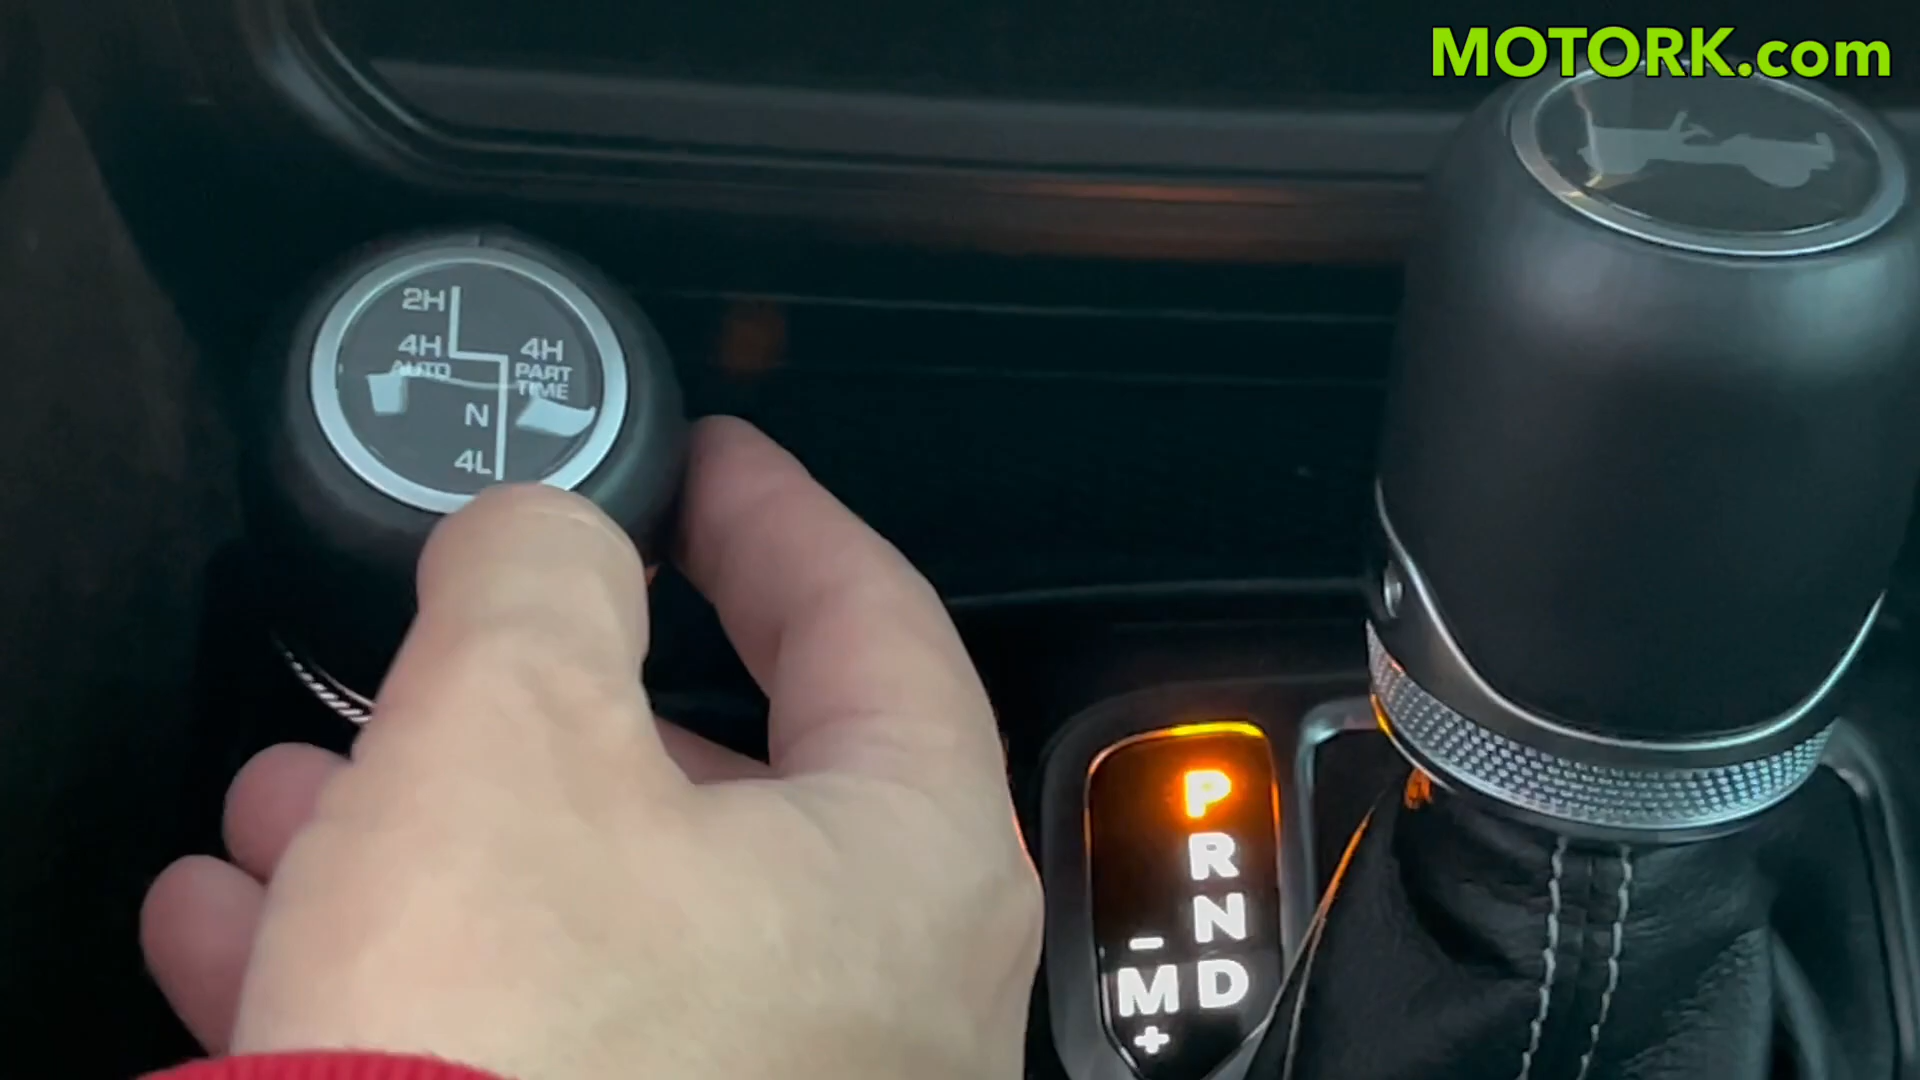 MOTORK.com
2H
4H 4H
AUTO PART
TIME
N
4L
P
R
N
–
M D
+